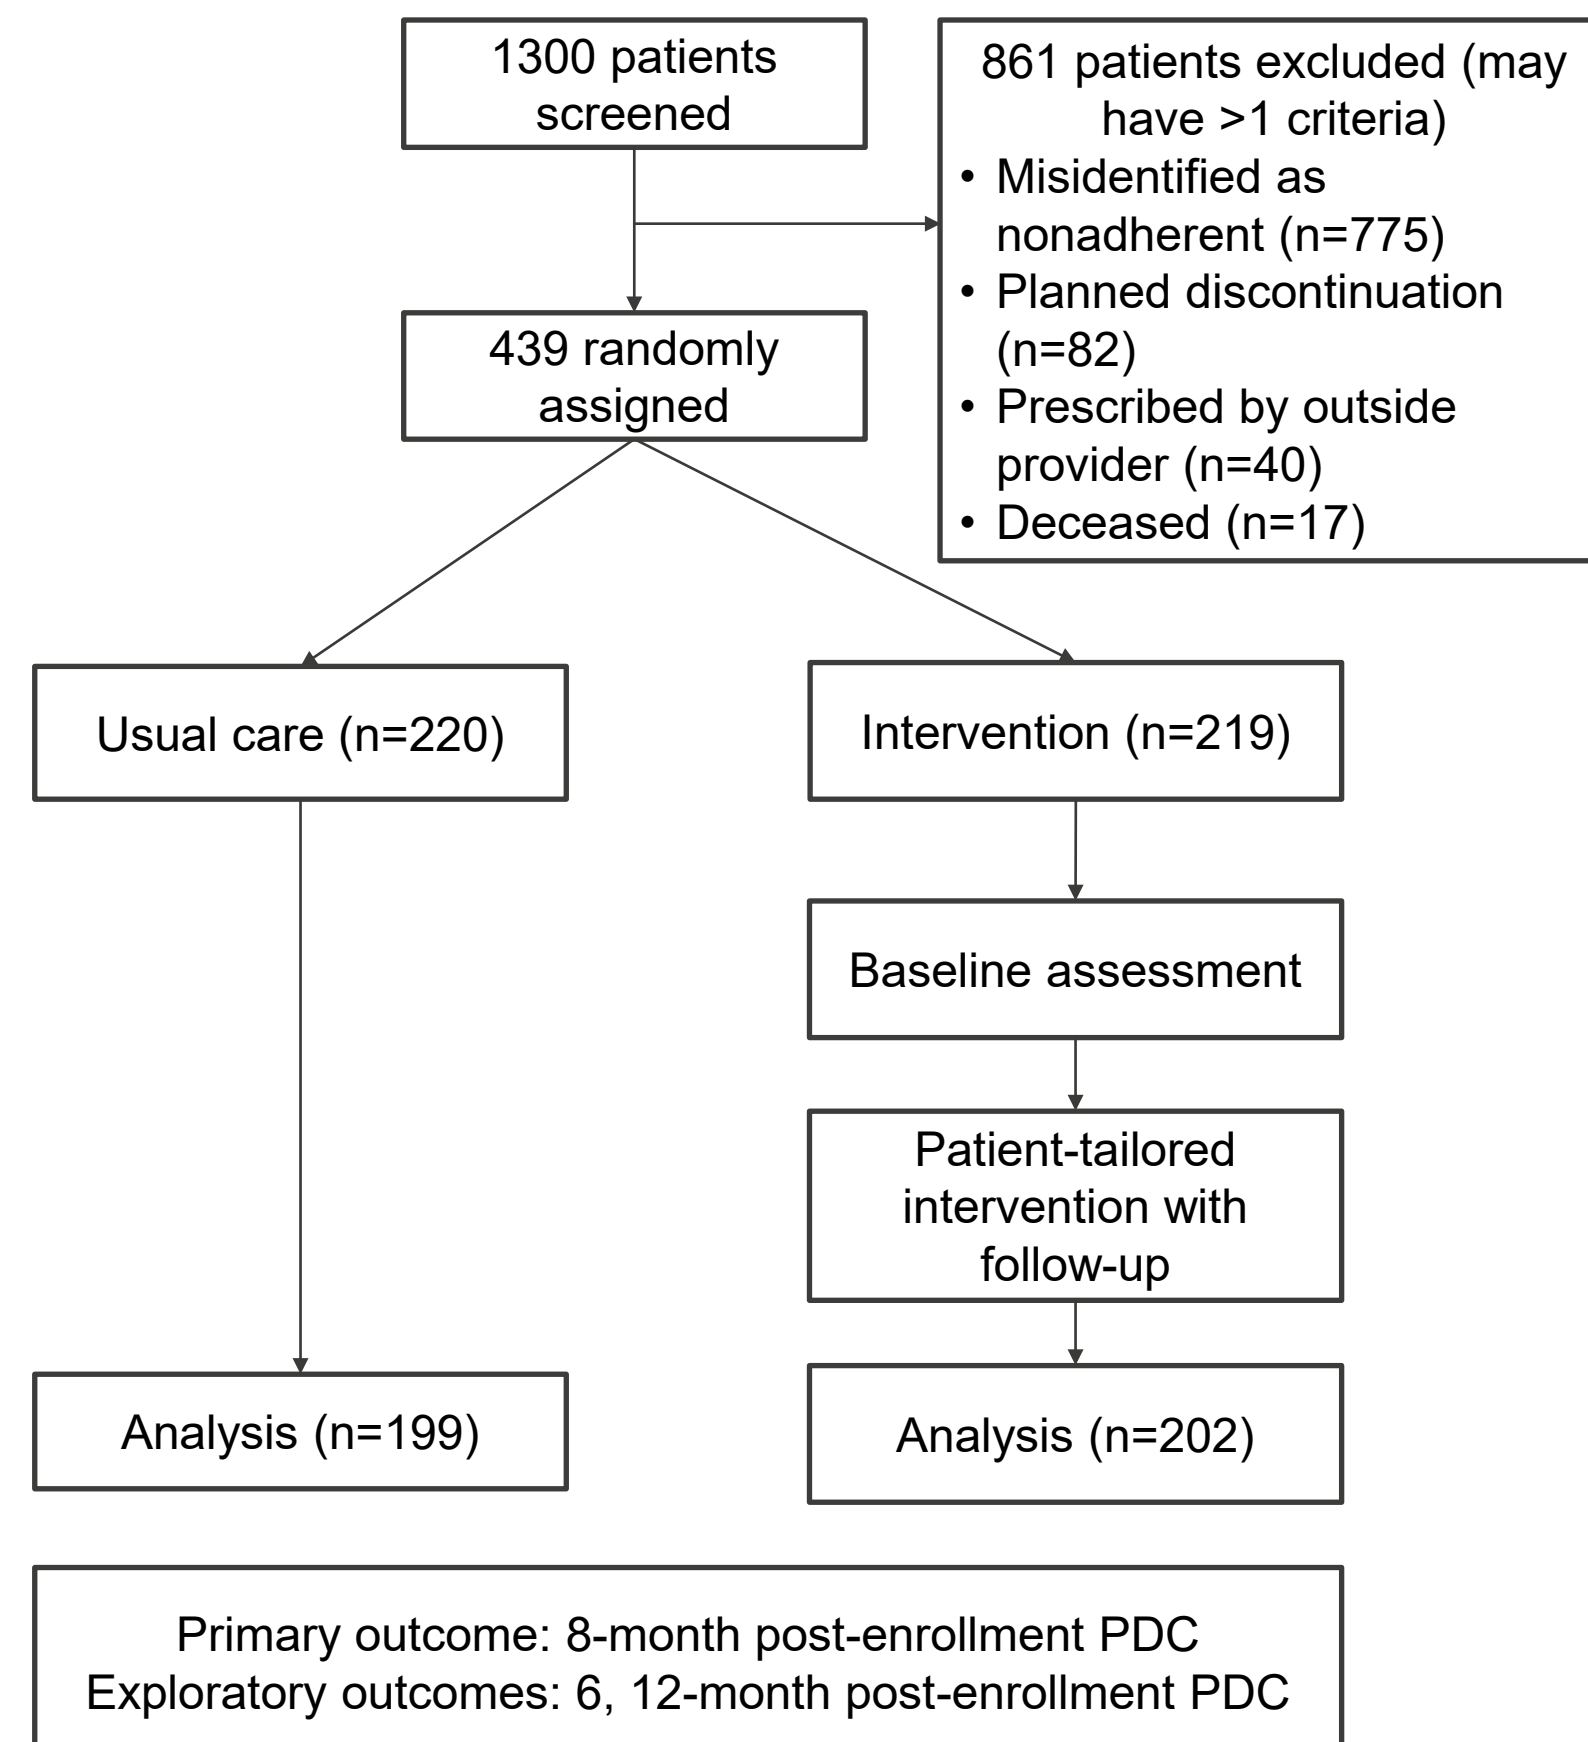 1300 patients
screened
861 patients excluded (may
have >1 criteria)
• Misidentified as
nonadherent (n=775)
• Planned discontinuation
(n=82)
• Prescribed by outside
provider (n=40)
• Deceased (n=17)
439 randomly
assigned
Usual care (n=220)
Intervention (n=219)
Baseline assessment
Patient-tailored
intervention with
follow-up
Analysis (n=199)
Analysis (n=202)
Primary outcome: 8-month post-enrollment PDC
Exploratory outcomes: 6, 12-month post-enrollment PDC